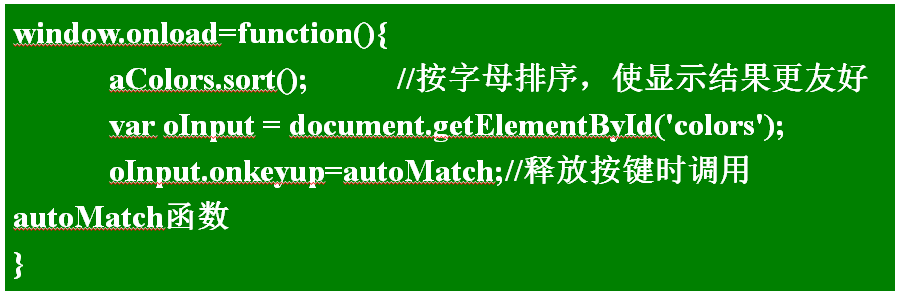 window.onload=function(){
aColors.sort(); //按字母排序，使显示结果更友好
var oInput = document.getElementById('colors');
oInput.onkeyup=autoMatch;//释放按键时调用
autoMatch函数
}